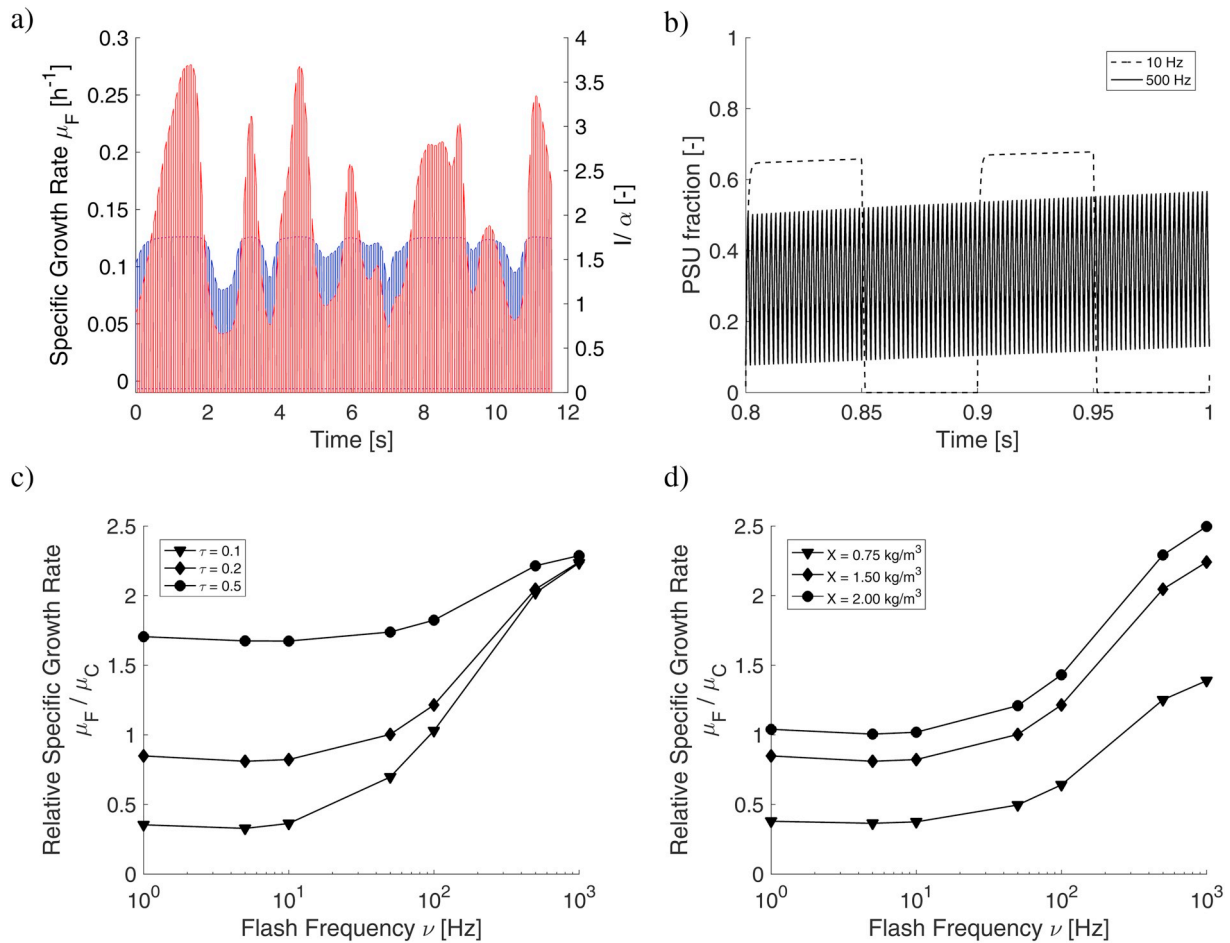 a)
Specific Growth Rate μ_F [h^-1]
0.3
0.25
0.2
0.15
0.1
0.05
0
0 2 4 6 8 10 12
Time [s]
4
3.5
3
2.5
2
1.5
1
0.5
0
I/ α [-]
b)
PSU fraction [-]
1
0.8
0.6
0.4
0.2
0
0.8 0.85 0.9 0.95 1
Time [s]
10 Hz
500 Hz
c)
Relative Specific Growth Rate
μ_F / μ_C
2.5
2
1.5
1
0.5
0
10^0 10^1 10^2 10^3
Flash Frequency ν [Hz]
τ = 0.1
τ = 0.2
τ = 0.5
d)
Relative Specific Growth Rate
μ_F / μ_C
2.5
2
1.5
1
0.5
0
10^0 10^1 10^2 10^3
Flash Frequency ν [Hz]
X = 0.75 kg/m^3
X = 1.50 kg/m^3
X = 2.00 kg/m^3